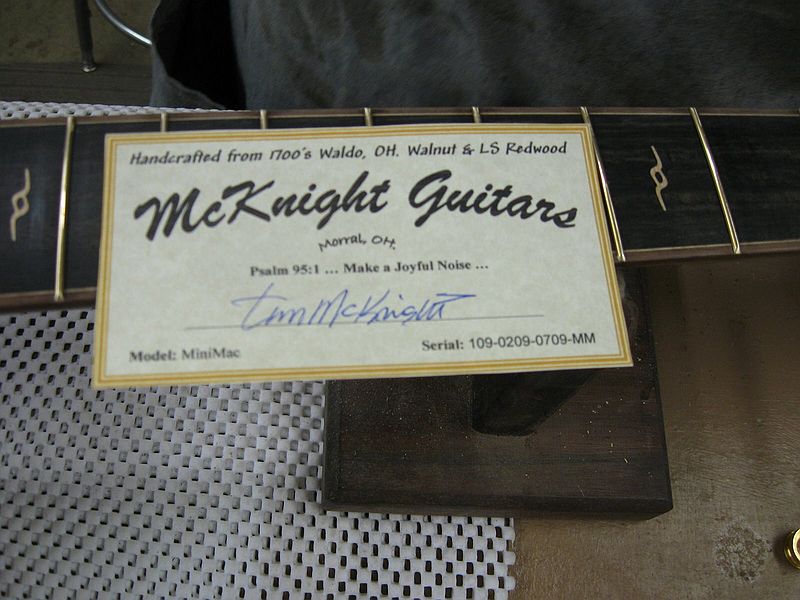 Handcrafted from 1700's Waldo, OH. Walnut & LS Redwood
McKnight Guitars
Morral, OH.
Psalm 95:1 ... Make a Joyful Noise ...
Tim McKnight
Model: MiniMac
Serial: 109-0209-0709-MM